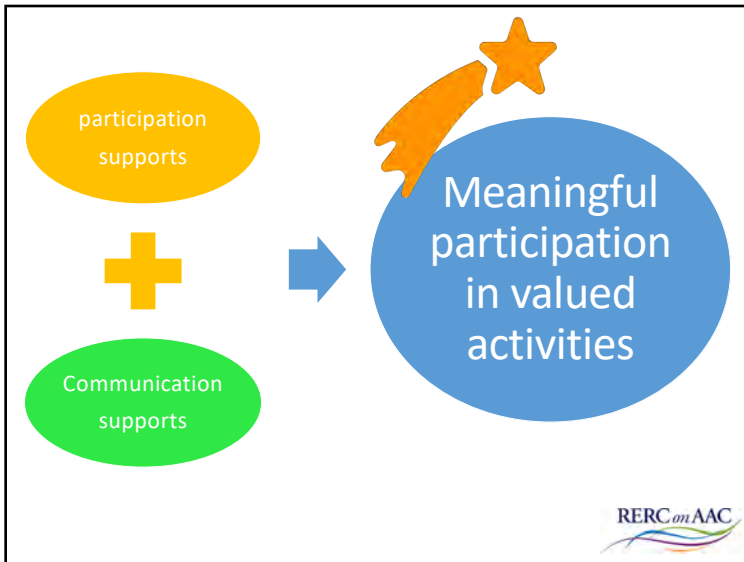 participation
supports
Communication
supports
Meaningful
participation
in valued
activities
RERC on AAC